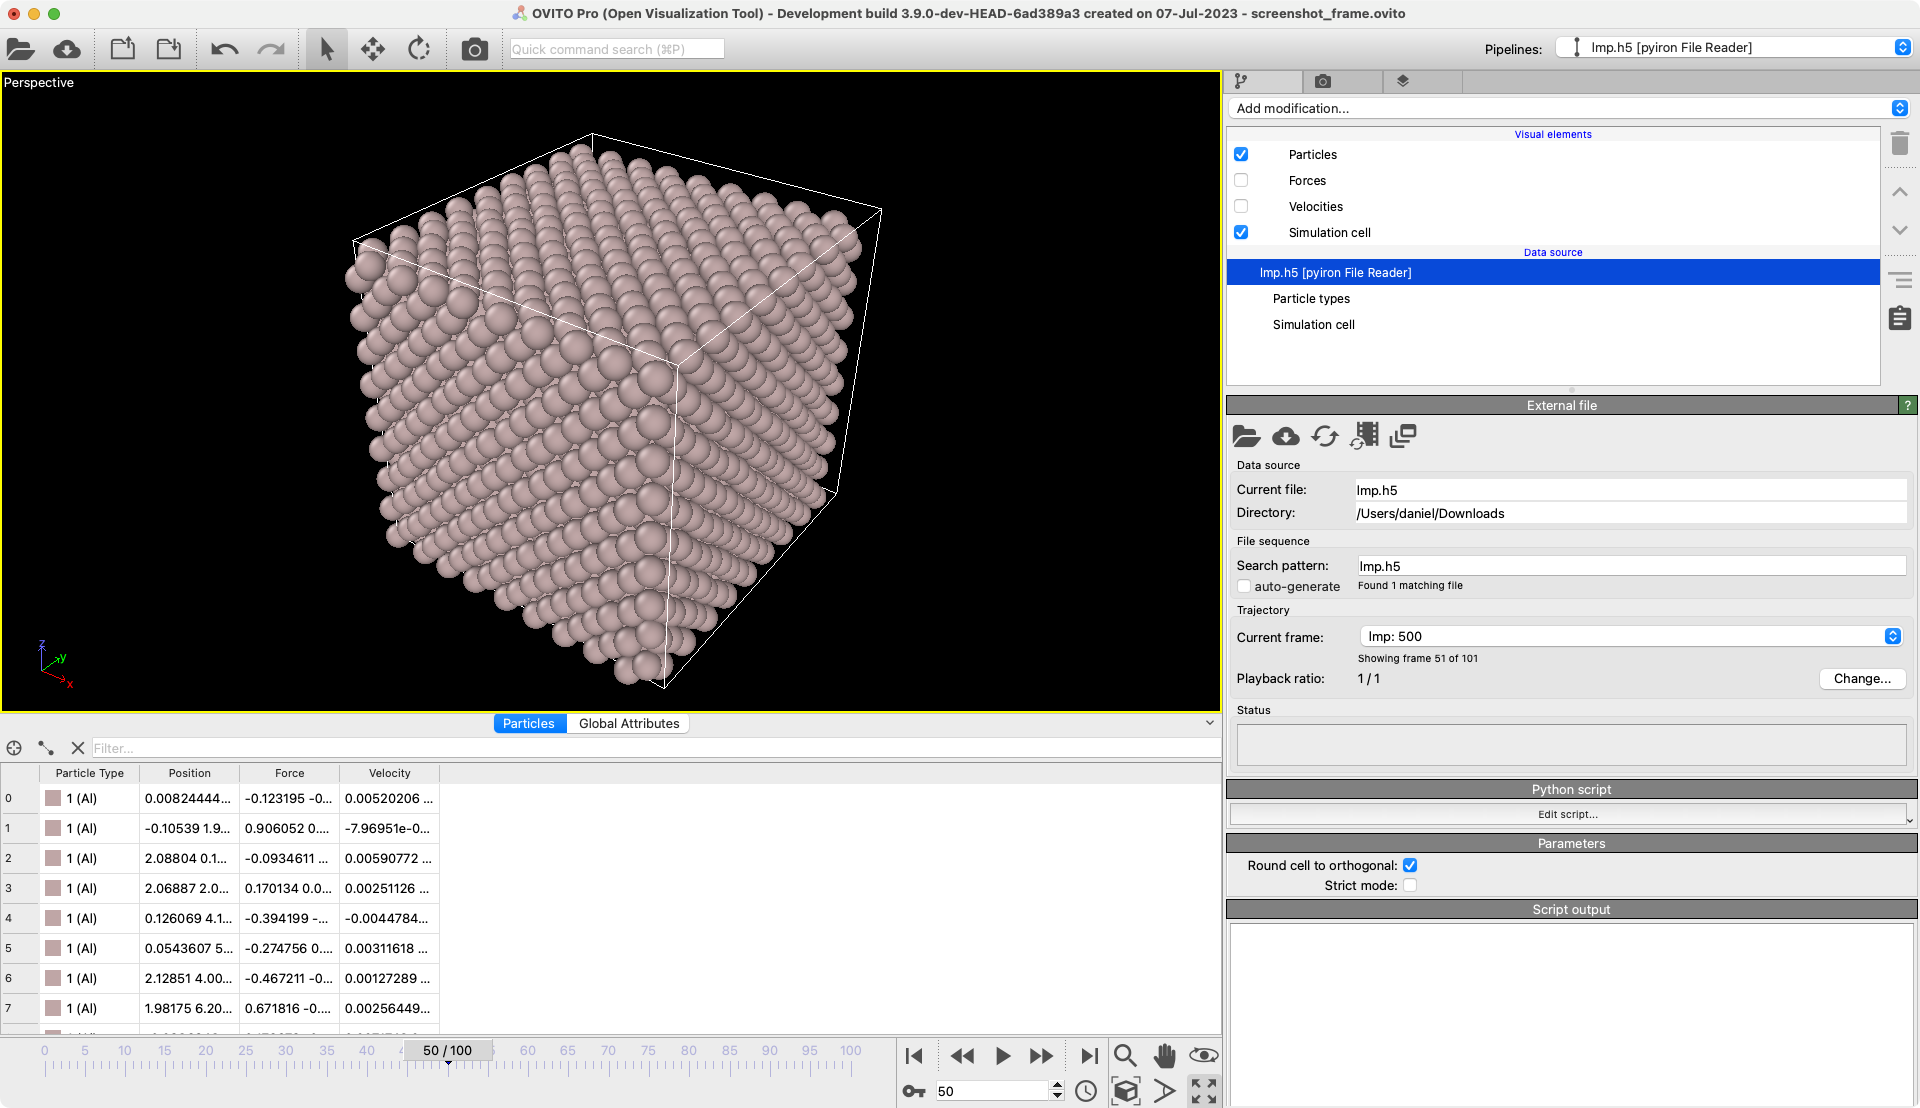 OVITO Pro (Open Visualization Tool) - Development build 3.9.0-dev-HEAD-6ad389a3 created on 07-Jul-2023 - screenshot_frame.ovito
Quick command search (⌘P)
Pipelines: lmp.h5 [pyiron File Reader]
Perspective
z
y
x
Add modification...
Visual elements
Particles
Forces
Velocities
Simulation cell
Data source
lmp.h5 [pyiron File Reader]
Particle types
Simulation cell
External file ?
Data source
Current file: lmp.h5
Directory: /Users/daniel/Downloads
File sequence
Search pattern: lmp.h5
auto-generate Found 1 matching file
Trajectory
Current frame: lmp: 500
Showing frame 51 of 101
Playback ratio: 1 / 1 Change...
Status
Python script
Edit script...
Parameters
Round cell to orthogonal:
Strict mode:
Script output
Particles Global Attributes
Filter...
Particle Type Position Force Velocity
0 1 (Al) 0.00824444... -0.123195 -0... 0.00520206 ...
1 1 (Al) -0.10539 1.9... 0.906052 0.... -7.96951e-0...
2 1 (Al) 2.08804 0.1... -0.0934611 ... 0.00590772 ...
3 1 (Al) 2.06887 2.0... 0.170134 0.0... 0.00251126 ...
4 1 (Al) 0.126069 4.1... -0.394199 -... -0.0044784...
5 1 (Al) 0.0543607 5... -0.274756 0.... 0.00311618 ...
6 1 (Al) 2.12851 4.00... -0.467211 -0... 0.00127289 ...
7 1 (Al) 1.98175 6.20... 0.671816 -0.... 0.00256449...
0 5 10 15 20 25 30 35 40 50 / 100 60 65 70 75 80 85 90 95 100
50